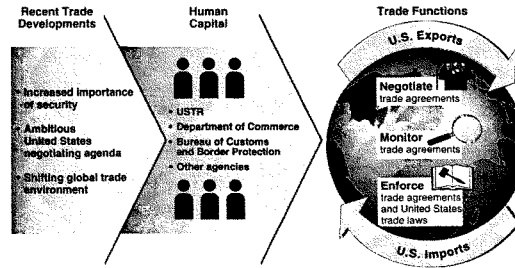 Recent Trade
Developments
Human
Capital
Trade Functions
• Increased importance
of security
• Ambitious
United States
negotiating agenda
• Shifting global trade
environment
• USTR
• Department of Commerce
• Bureau of Customs
and Border Protection
• Other agencies
U.S. Exports
Negotiate
trade agreements
Monitor
trade agreements
Enforce
trade agreements
and United States
trade laws
U.S. Imports